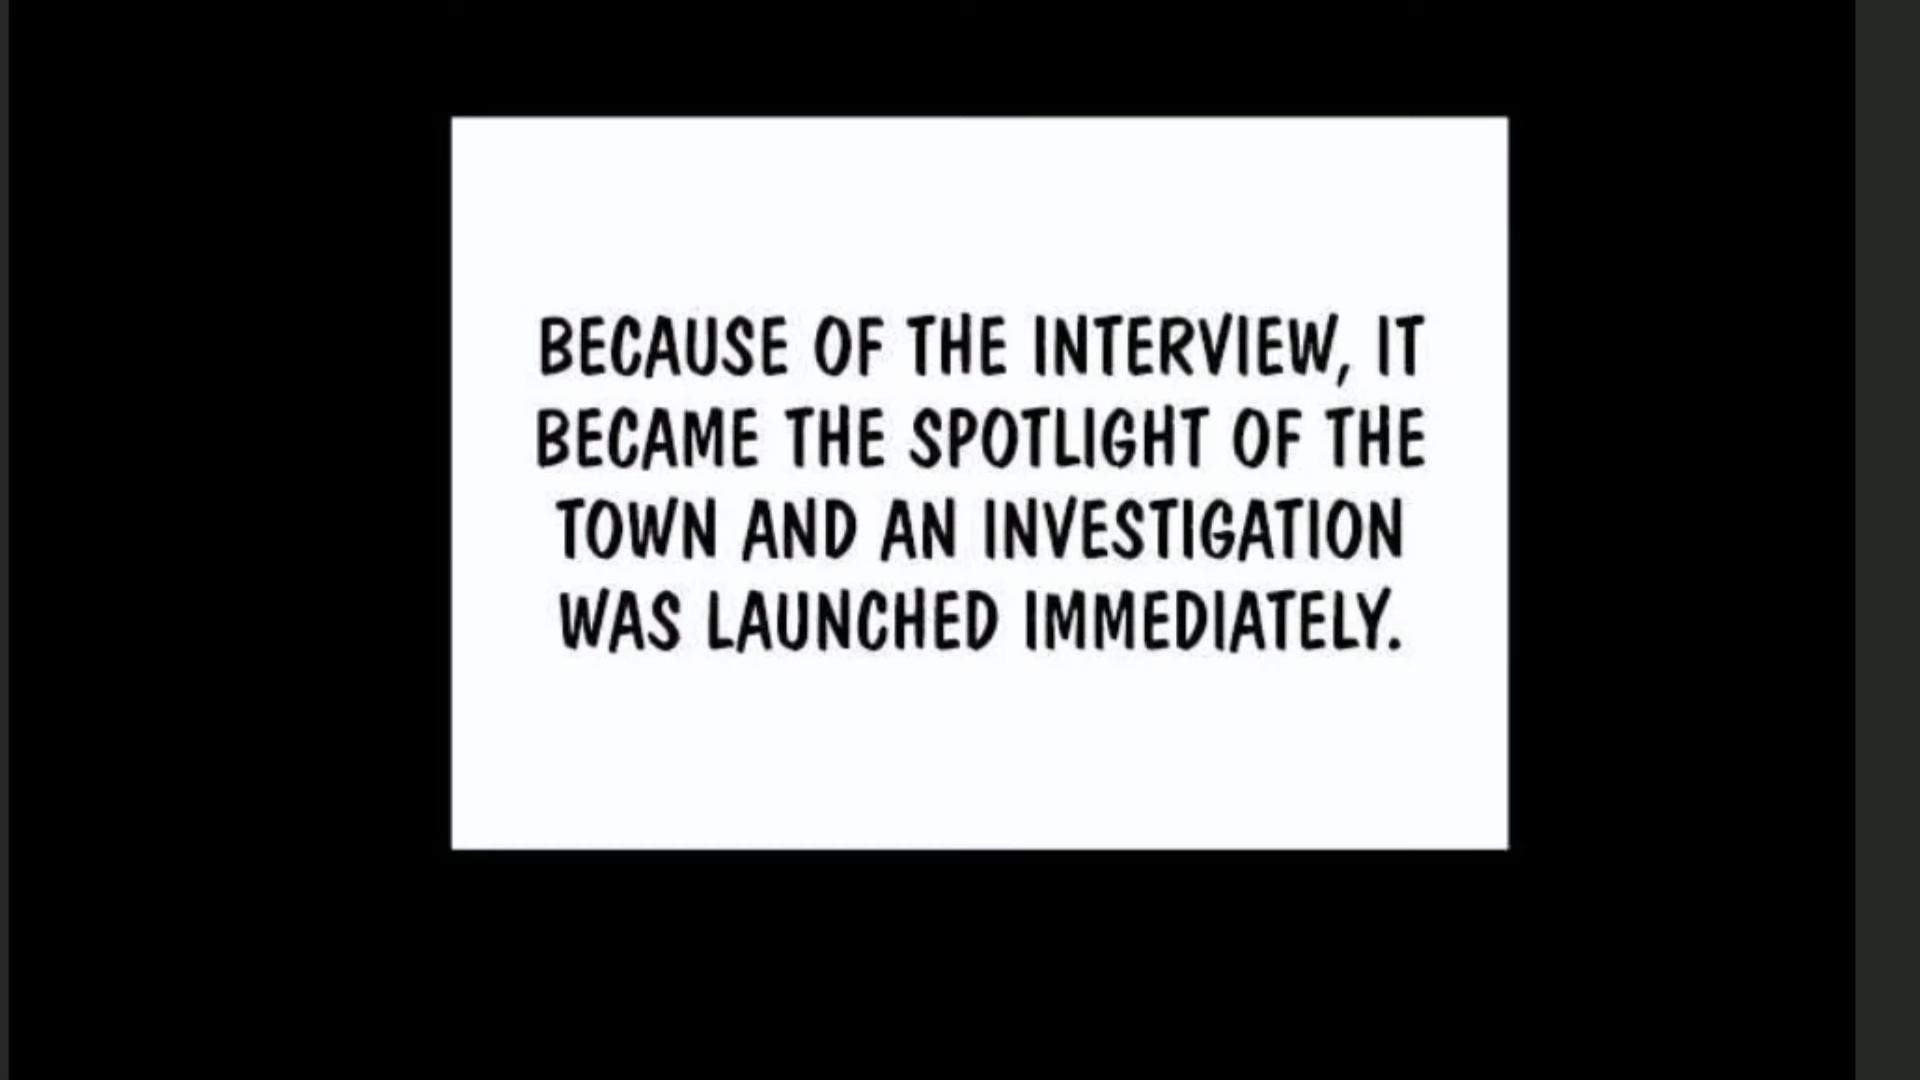 BECAUSE OF THE INTERVIEW, IT
BECAME THE SPOTLIGHT OF THE
TOWN AND AN INVESTIGATION
WAS LAUNCHED IMMEDIATELY.